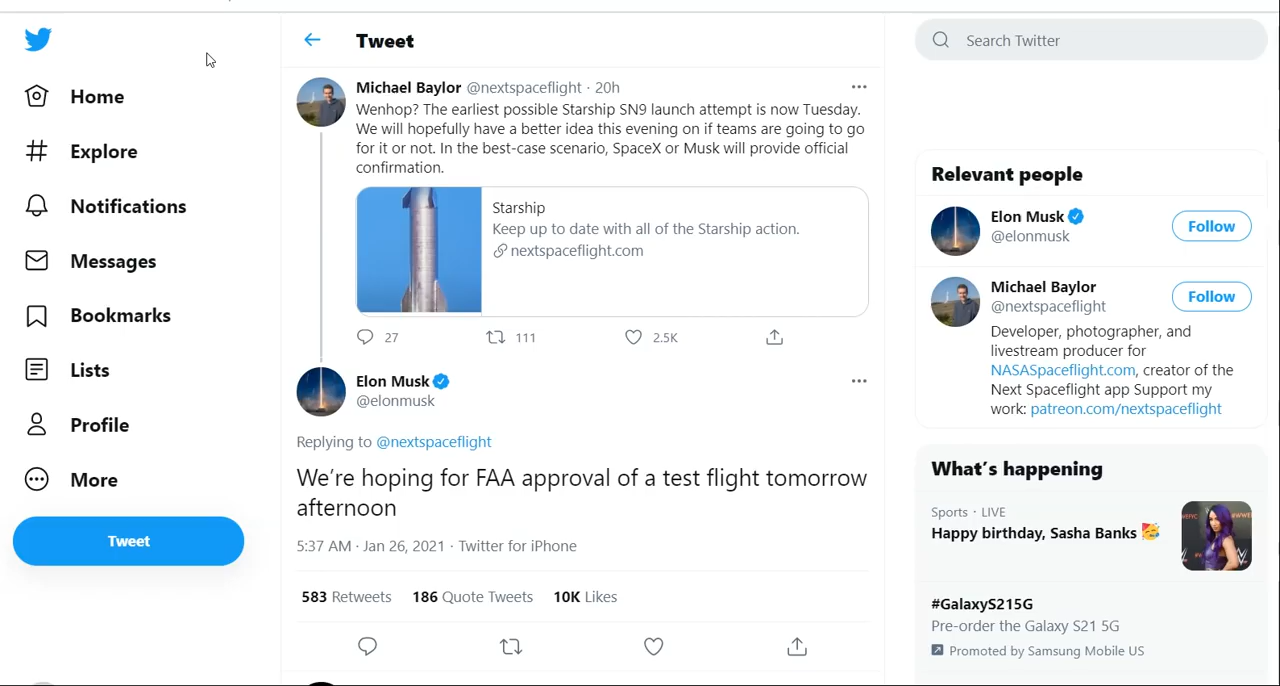 Home
Explore
Notifications
Messages
Bookmarks
Lists
Profile
More
Tweet
Tweet
Michael Baylor @nextspaceflight · 20h
Wenhop? The earliest possible Starship SN9 launch attempt is now Tuesday.
We will hopefully have a better idea this evening on if teams are going to go
for it or not. In the best-case scenario, SpaceX or Musk will provide official
confirmation.
Starship
Keep up to date with all of the Starship action.
nextspaceflight.com
27 111 2.5K
Elon Musk
@elonmusk
Replying to @nextspaceflight
We're hoping for FAA approval of a test flight tomorrow
afternoon
5:37 AM · Jan 26, 2021 · Twitter for iPhone
583 Retweets 186 Quote Tweets 10K Likes
Search Twitter
Relevant people
Elon Musk
@elonmusk
Follow
Michael Baylor
@nextspaceflight
Follow
Developer, photographer, and
livestream producer for
NASASpaceflight.com, creator of the
Next Spaceflight app Support my
work: patreon.com/nextspaceflight
What's happening
Sports · LIVE
Happy birthday, Sasha Banks 🥳
#GalaxyS215G
Pre-order the Galaxy S21 5G
Promoted by Samsung Mobile US